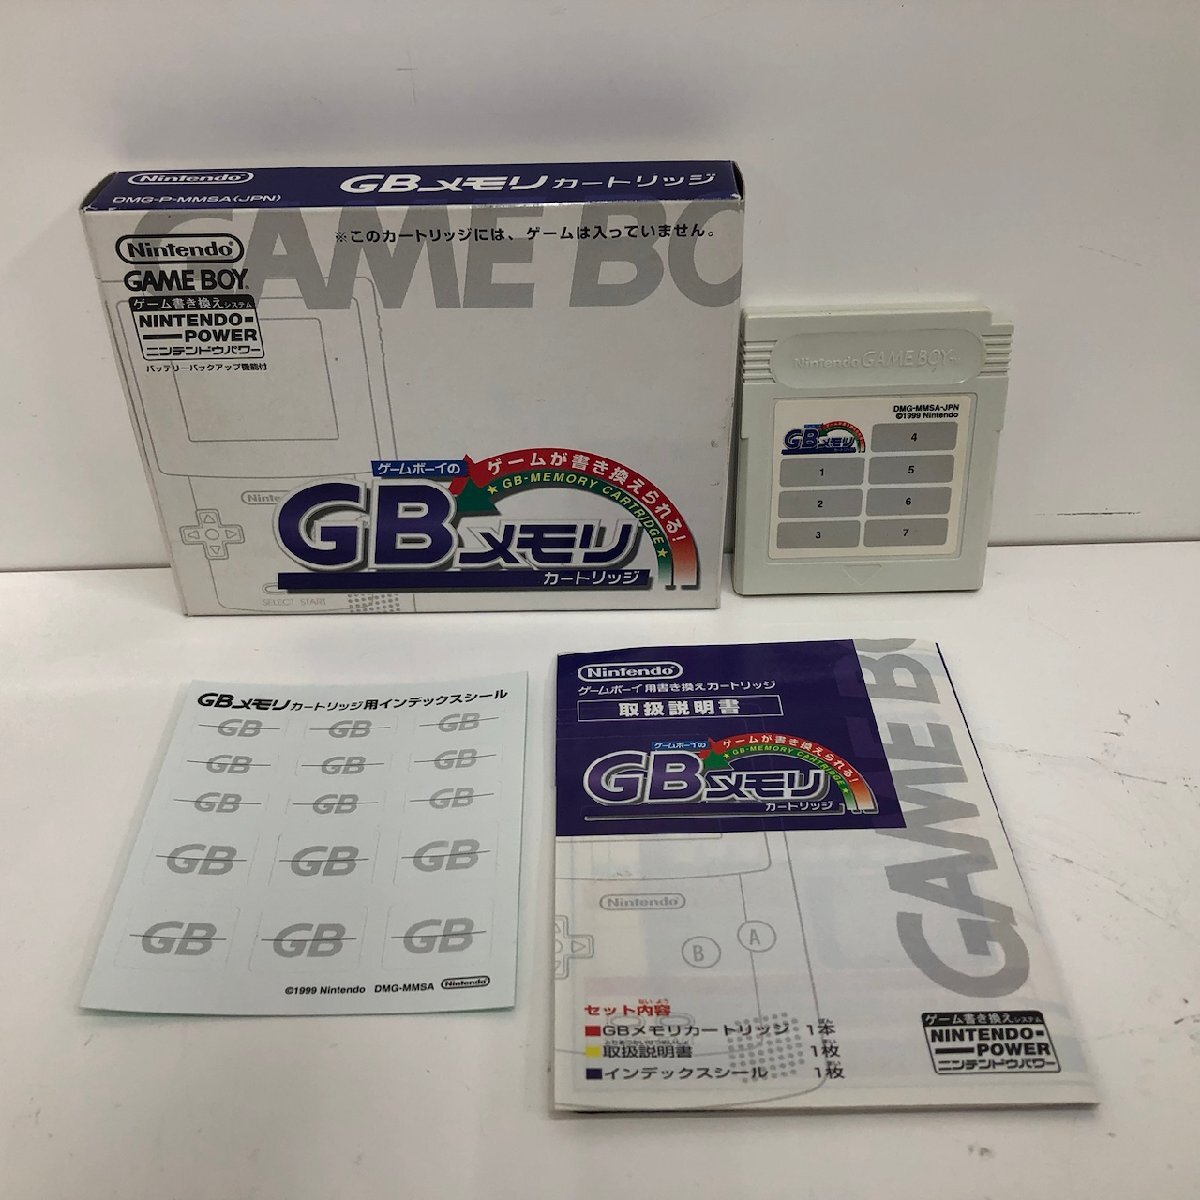 Nintendo
GBメモリ カートリッジ
DMG-P-MMSA(JPN)
GAME BO
※このカートリッジには、ゲームは入っていません。
Nintendo
GAME BOY
ゲーム書き換えシステム
NINTENDO
POWER
ニンテンドウパワー
バッテリーバックアップ機能付
Ninte
SELECT START
ゲームボーイの
ゲームが書き換えられる!
★GB-MEMORY CARTRIDGE★
GBメモリ
カートリッジ
Nintendo GAME BOY
DMG-MMSA-JPN
©1999 Nintendo
GBメモリ
4
1
5
2
6
3
7
GBメモリカートリッジ用インデックスシール
GB GB GB
GB GB GB
GB GB GB
GB GB GB
GB GB GB
©1999 Nintendo DMG-MMSA Nintendo
Nintendo
ゲームボーイ用書き換えカートリッジ
取扱説明書
ゲームボーイの
ゲームが書き換えられる!
★GB-MEMORY CARTRIDGE★
GBメモリ
カートリッジ
GAME BO
Nintendo
B A
セット内容
■GBメモリカートリッジ 1本
■取扱説明書 1枚
■インデックスシール 1枚
ゲーム書き換えシステム
NINTENDO
POWER
ニンテンドウパワー